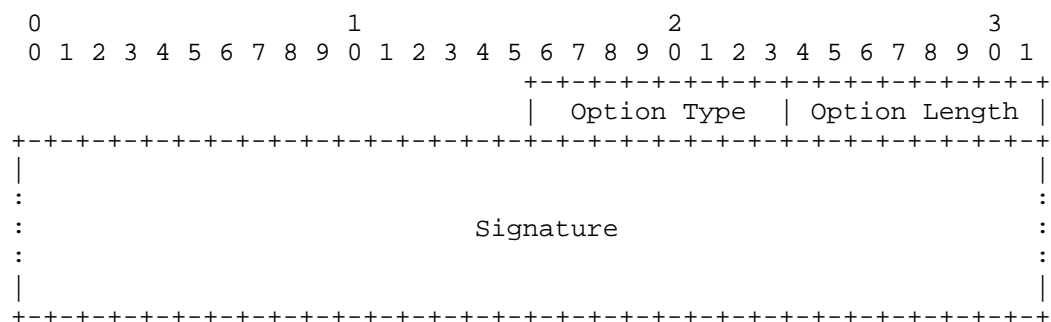 0                   1                   2                   3
 0 1 2 3 4 5 6 7 8 9 0 1 2 3 4 5 6 7 8 9 0 1 2 3 4 5 6 7 8 9 0 1
                                +-+-+-+-+-+-+-+-+-+-+-+-+-+-+-+-+
                                |  Option Type  | Option Length |
+-+-+-+-+-+-+-+-+-+-+-+-+-+-+-+-+-+-+-+-+-+-+-+-+-+-+-+-+-+-+-+-+
|                                                               |
:                                                               :
:                            Signature                          :
:                                                               :
|                                                               |
+-+-+-+-+-+-+-+-+-+-+-+-+-+-+-+-+-+-+-+-+-+-+-+-+-+-+-+-+-+-+-+-+